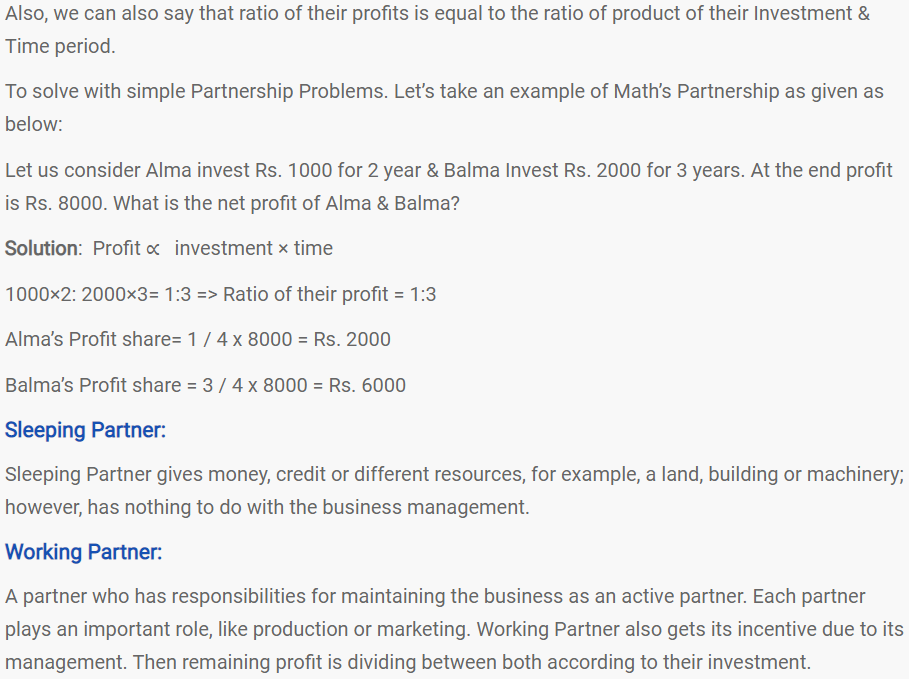 Also, we can also say that ratio of their profits is equal to the ratio of product of their Investment &
Time period.
To solve with simple Partnership Problems. Let's take an example of Math's Partnership as given as
below:
Let us consider Alma invest Rs. 1000 for 2 year & Balma Invest Rs. 2000 for 3 years. At the end profit
is Rs. 8000. What is the net profit of Alma & Balma?
Solution:  Profit ∝  investment × time
1000×2: 2000×3= 1:3 => Ratio of their profit = 1:3
Alma's Profit share= 1 / 4 x 8000 = Rs. 2000
Balma's Profit share = 3 / 4 x 8000 = Rs. 6000
Sleeping Partner:
Sleeping Partner gives money, credit or different resources, for example, a land, building or machinery;
however, has nothing to do with the business management.
Working Partner:
A partner who has responsibilities for maintaining the business as an active partner. Each partner
plays an important role, like production or marketing. Working Partner also gets its incentive due to its
management. Then remaining profit is dividing between both according to their investment.